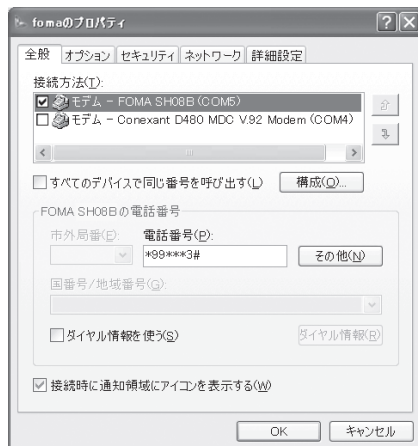 fomaのプロパティ
全般 オプション セキュリティ ネットワーク 詳細設定
接続方法(T):
モデム - FOMA SH08B (COM5)
モデム - Conexant D480 MDC V.92 Modem (COM4)
すべてのデバイスで同じ番号を呼び出す(L) 構成(O)...
FOMA SH08Bの電話番号
市外局番(E): 電話番号(P):
*99***3# その他(N)
国番号/地域番号(G):
ダイヤル情報を使う(S) ダイヤル情報(R)
接続時に通知領域にアイコンを表示する(W)
OK キャンセル